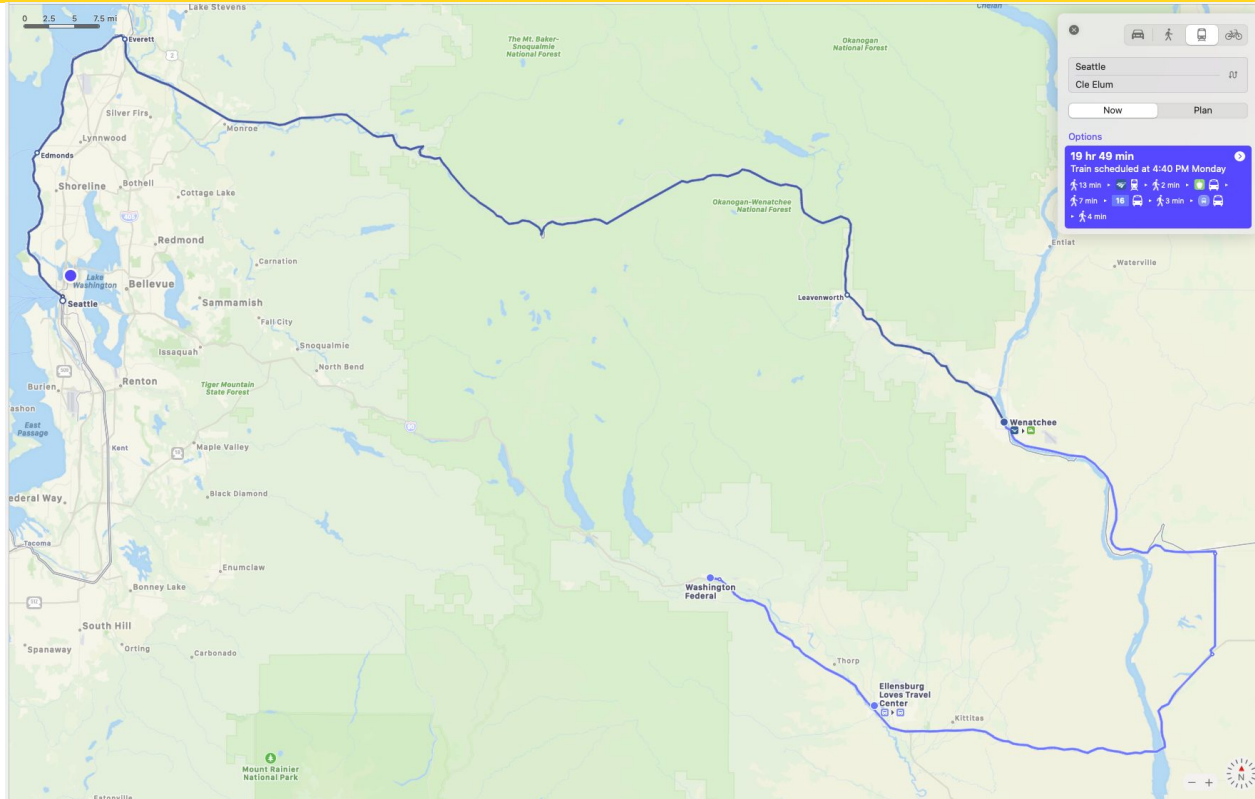 0 2.5 5 7.5 mi
Lake Stevens
Everett
2
The Mt. Baker-
Snoqualmie
National Forest
Okanogan
National Forest
Chelan
Silver Firs
Monroe
Lynnwood
Edmonds
Shoreline
Bothell
Cottage Lake
Okanogan-Wenatchee
National Forest
Redmond
Carnation
Lake
Washington
Bellevue
Seattle
Sammamish
Fall City
Snoqualmie
Issaquah
North Bend
Leavenworth
Entiat
Waterville
Burien
Renton
Tiger Mountain
State Forest
ashon
East
Passage
Kent
Maple Valley
Wenatchee
ederal Way
Black Diamond
Tacoma
Enumclaw
Bonney Lake
Washington
Federal
South Hill
Spanaway
Orting
Carbonado
Thorp
Ellensburg
Loves Travel
Center
Kittitas
Mount Rainier
National Park
Eatonville
N
Seattle
Cle Elum
Now
Plan
Options
19 hr 49 min
Train scheduled at 4:40 PM Monday
13 min 2 min
7 min 16 3 min
4 min